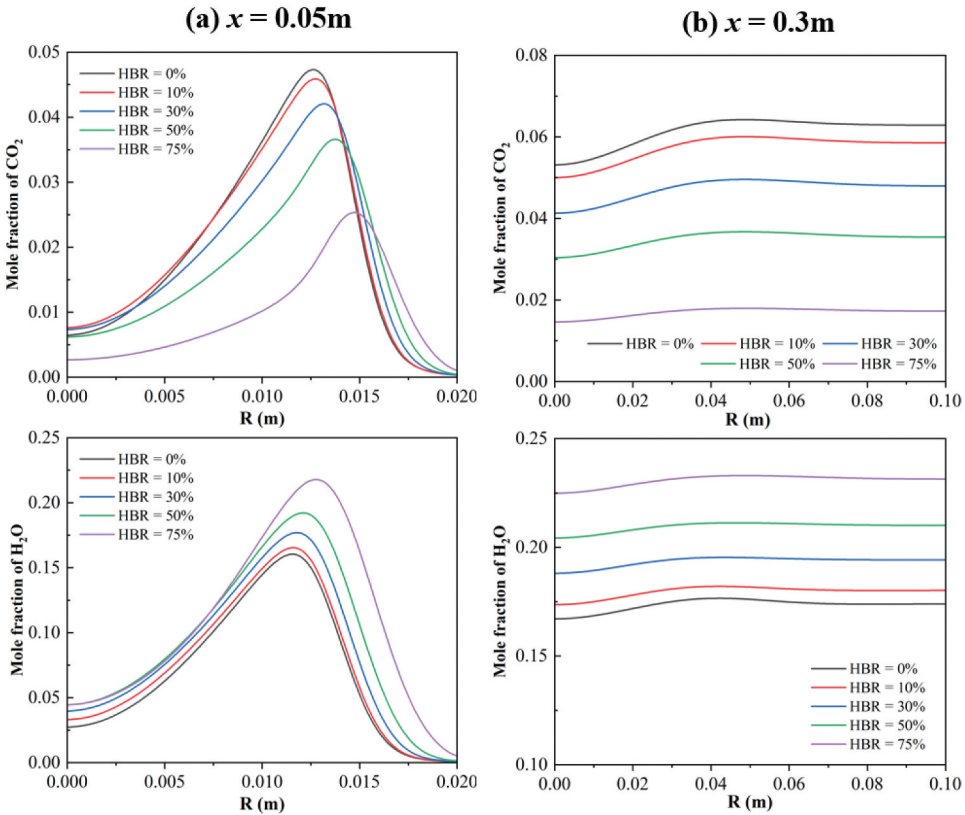 (a) x = 0.05m
0.05
0.04
0.03
0.02
0.01
0.00
Mole fraction of CO₂
HBR = 0%
HBR = 10%
HBR = 30%
HBR = 50%
HBR = 75%
0.000 0.005 0.010 0.015 0.020
R (m)
(b) x = 0.3m
0.08
0.06
0.04
0.02
0.00
Mole fraction of CO₂
HBR = 0% HBR = 10% HBR = 30%
HBR = 50% HBR = 75%
0.00 0.02 0.04 0.06 0.08 0.10
R (m)
0.25
0.20
0.15
0.10
0.05
0.00
Mole fraction of H₂O
HBR = 0%
HBR = 10%
HBR = 30%
HBR = 50%
HBR = 75%
0.000 0.005 0.010 0.015 0.020
R (m)
0.25
0.20
0.15
0.10
Mole fraction of H₂O
HBR = 0%
HBR = 10%
HBR = 30%
HBR = 50%
HBR = 75%
0.00 0.02 0.04 0.06 0.08 0.10
R (m)